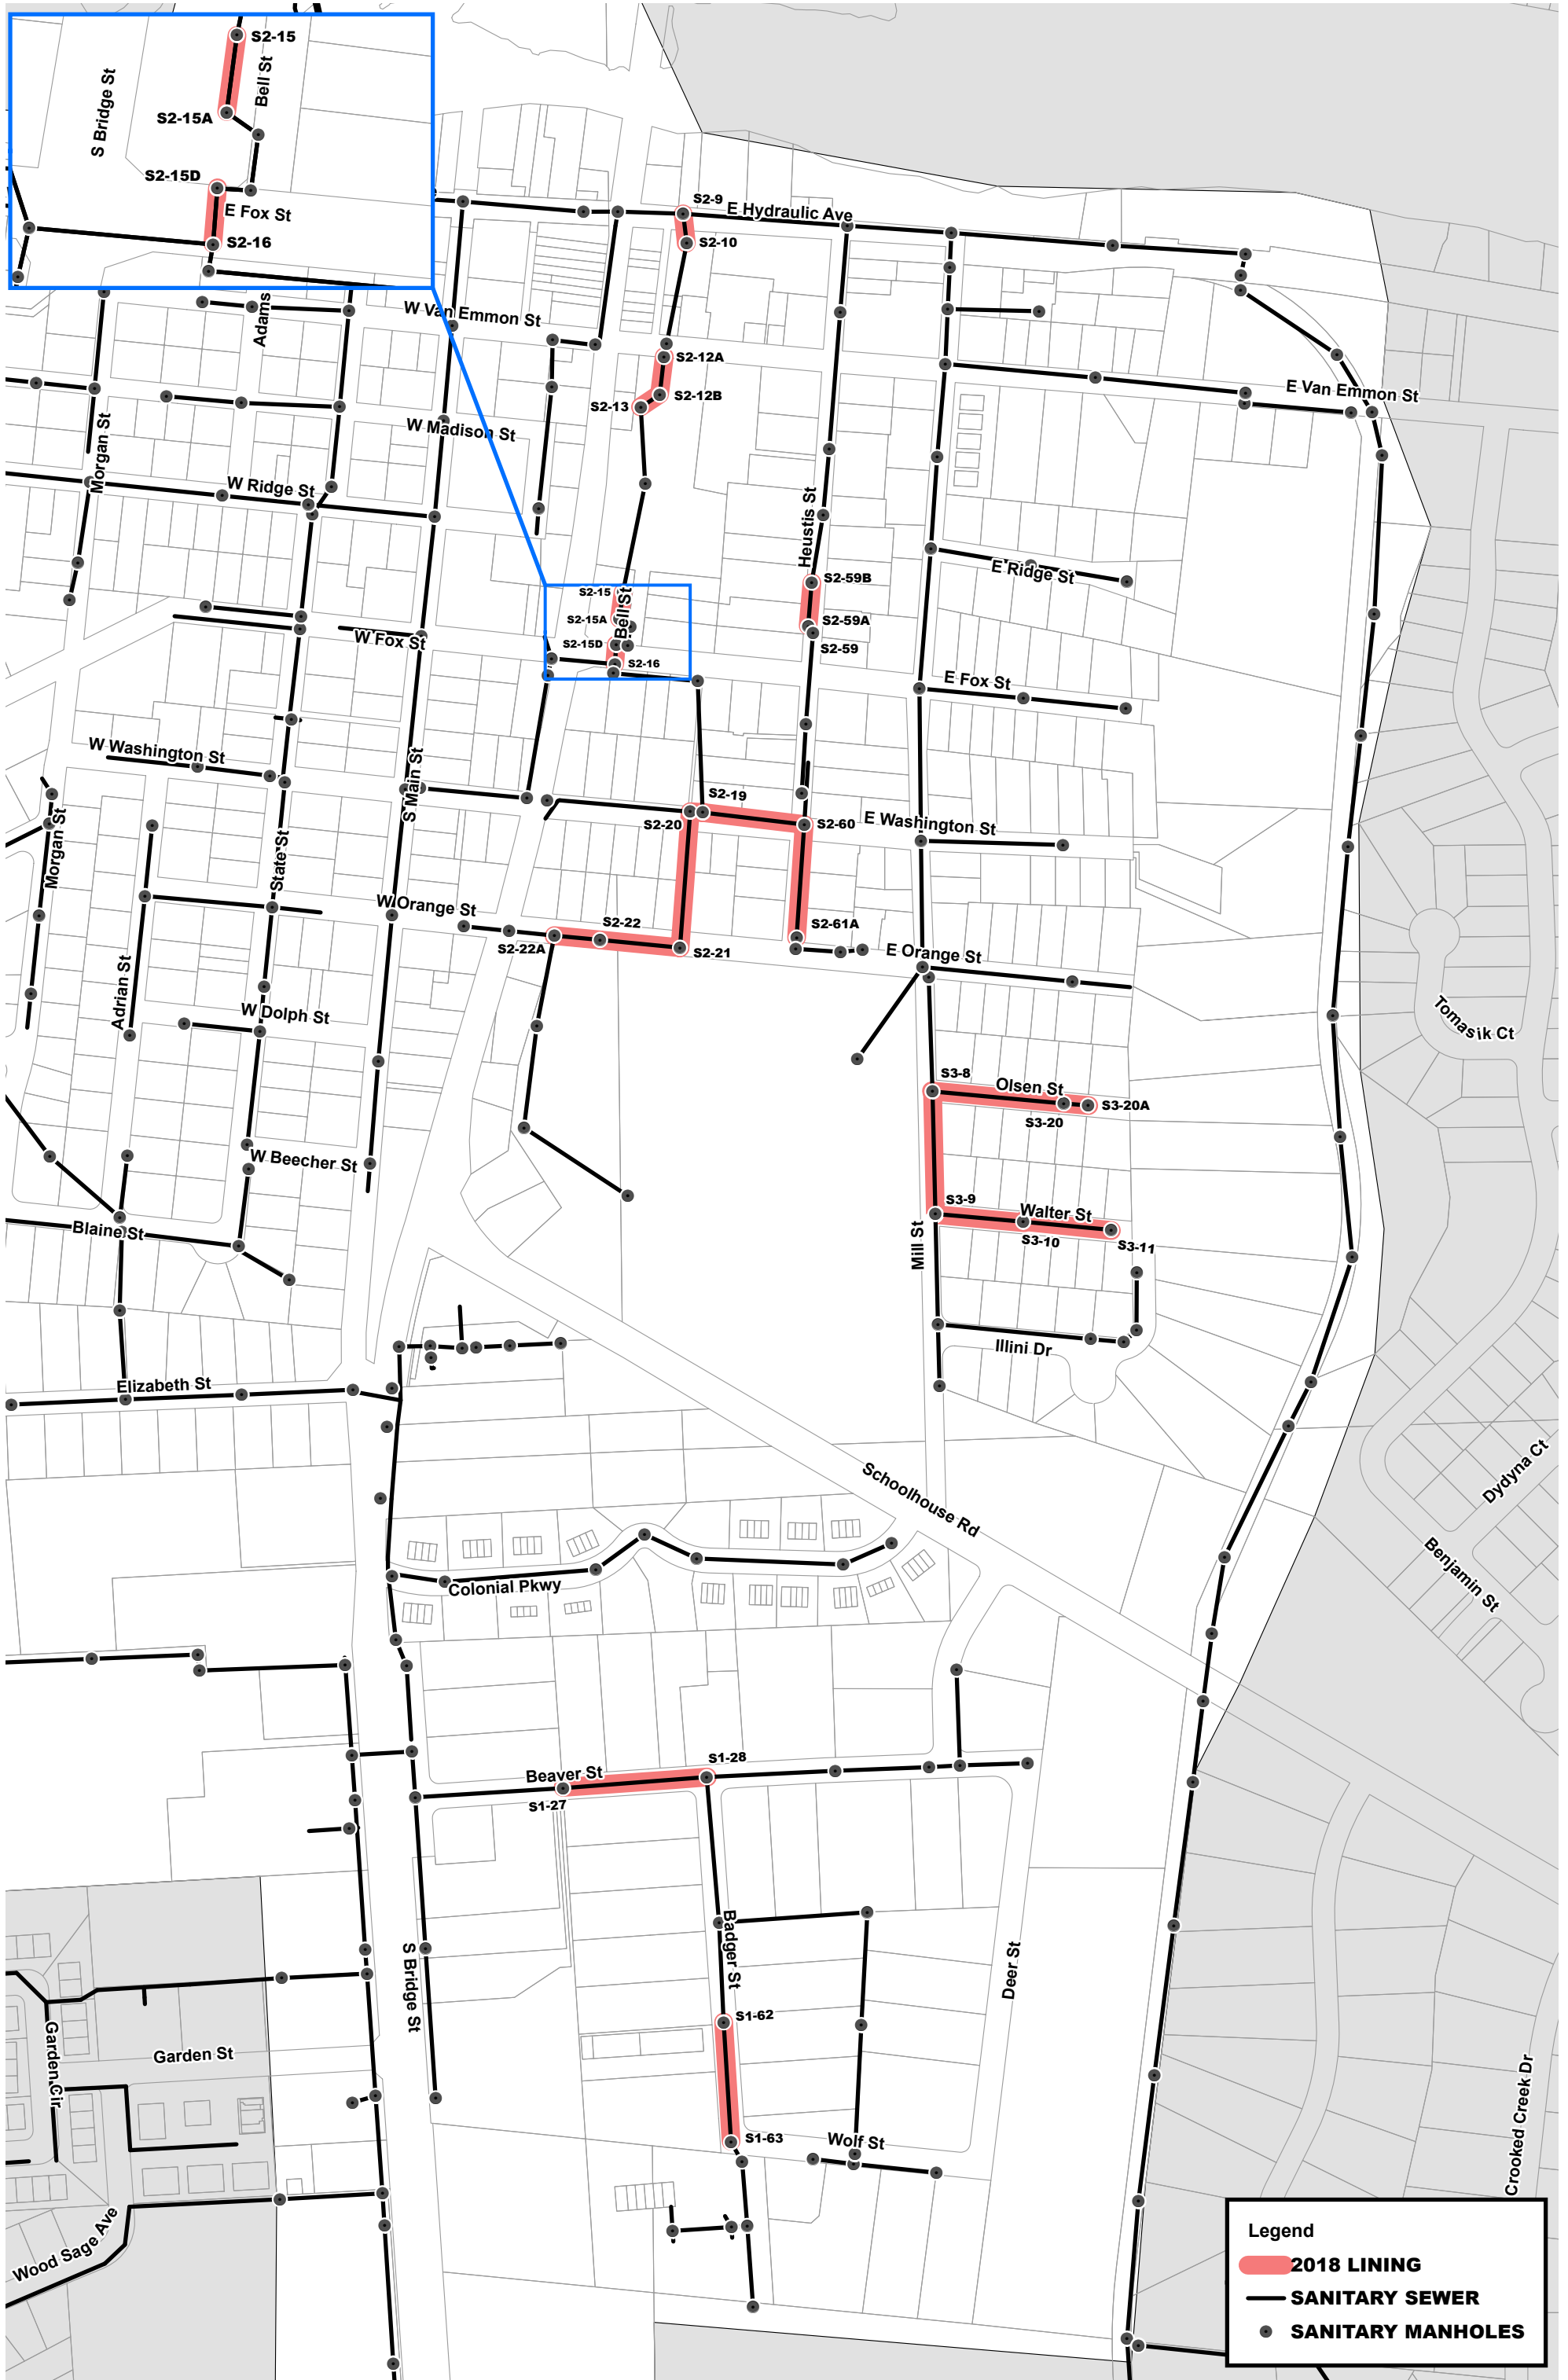 S2-15
Bell St
S Bridge St
S2-15A
S2-15D
E Fox St
S2-16
S2-9
E Hydraulic Ave
S2-10
Adams
W Van Emmon St
S2-12A
E Van Emmon St
S2-12B
S2-13
W Madison St
Morgan St
W Ridge St
Heustis St
E Ridge St
S2-59B
S2-15
S2-15A
Bell St
S2-59A
S2-15D
S2-59
W Fox St
S2-16
E Fox St
W Washington St
S Main St
S2-19
S2-20
S2-60
E Washington St
Morgan St
State St
W Orange St
S2-22
S2-61A
S2-22A
S2-21
E Orange St
Adrian St
W Dolph St
Tomasik Ct
S3-8
Olsen St
S3-20A
S3-20
W Beecher St
S3-9
Walter St
S3-10
S3-11
Blaine St
Mill St
Illini Dr
Elizabeth St
Schoolhouse Rd
Dydyna Ct
Benjamin St
Colonial Pkwy
S1-28
Beaver St
S1-27
Badger St
S Bridge St
Deer St
S1-62
Garden Cir
Garden St
S1-63
Wolf St
Crooked Creek Dr
Wood Sage Ave
Legend
2018 LINING
SANITARY SEWER
SANITARY MANHOLES